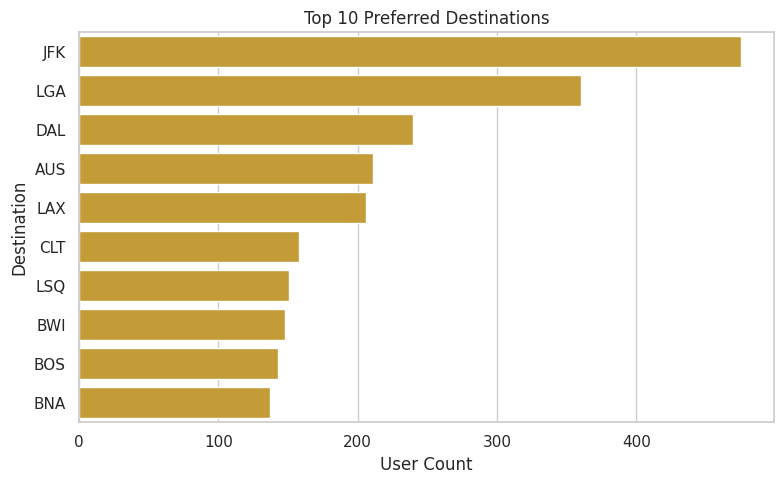 Top 10 Preferred Destinations
Destination
JFK
LGA
DAL
AUS
LAX
CLT
LSQ
BWI
BOS
BNA
0 100 200 300 400
User Count